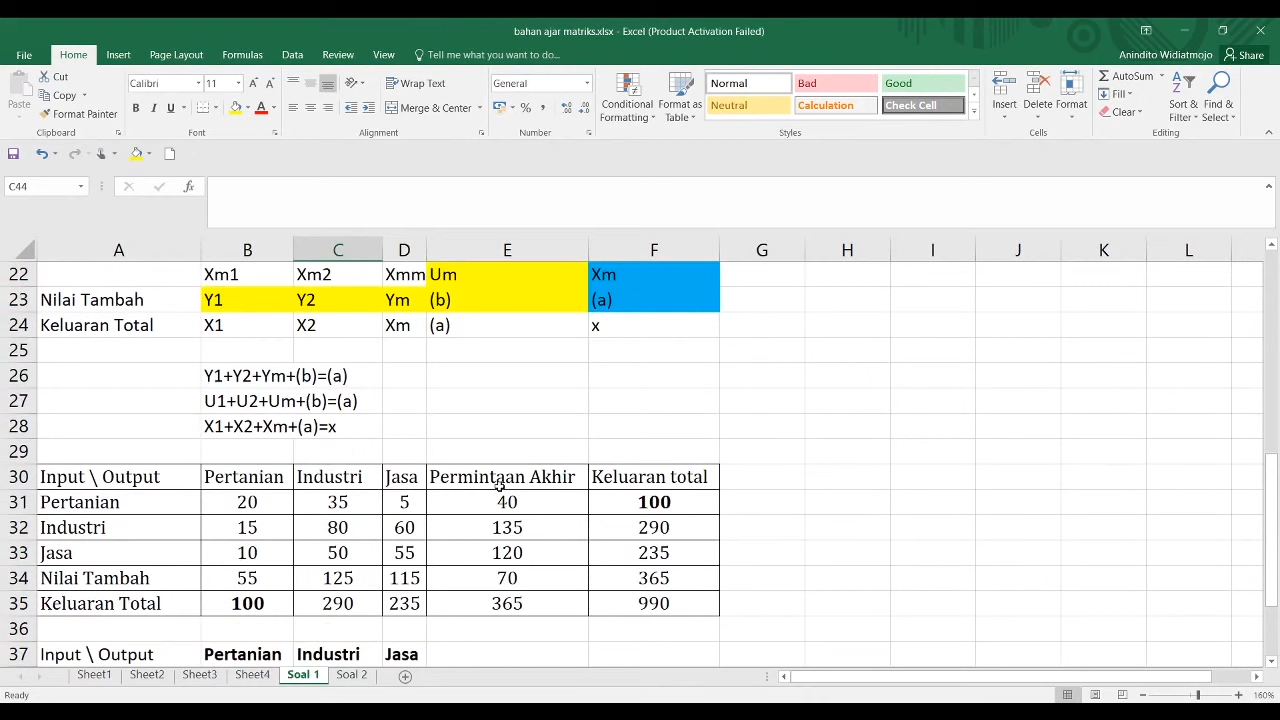 bahan ajar matriks.xlsx - Excel (Product Activation Failed)
File Home Insert Page Layout Formulas Data Review View Tell me what you want to do... Anindito Widiatmojo Share
Paste Cut Copy Format Painter Clipboard
Calibri 11 A A B I U A Font
Wrap Text Merge & Center Alignment
General % , Number
Conditional Formatting Format as Table
Normal Bad Good
Neutral Calculation Check Cell
Styles
Insert Delete Format Cells
AutoSum Fill Clear Sort & Filter Find & Select Editing
C44 fx
A B C D E F G H I J K L
22 Xm1 Xm2 Xmm Um Xm
23 Nilai Tambah Y1 Y2 Ym (b) (a)
24 Keluaran Total X1 X2 Xm (a) x
25
26 Y1+Y2+Ym+(b)=(a)
27 U1+U2+Um+(b)=(a)
28 X1+X2+Xm+(a)=x
29
30 Input \ Output Pertanian Industri Jasa Permintaan Akhir Keluaran total
31 Pertanian 20 35 5 40 100
32 Industri 15 80 60 135 290
33 Jasa 10 50 55 120 235
34 Nilai Tambah 55 125 115 70 365
35 Keluaran Total 100 290 235 365 990
36
37 Input \ Output Pertanian Industri Jasa
Sheet1 Sheet2 Sheet3 Sheet4 Soal 1 Soal 2
Ready 160%